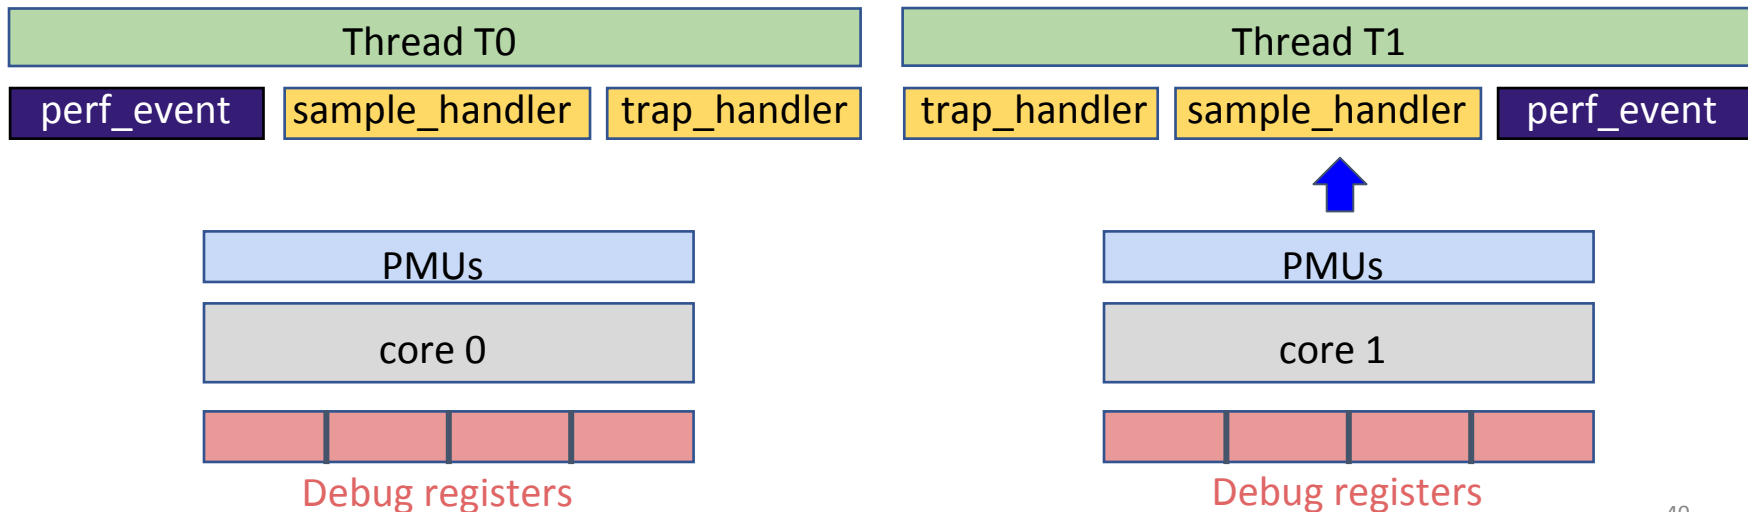 Thread T0
Thread T1
perf_event
sample_handler
trap_handler
trap_handler
sample_handler
perf_event
PMUs
PMUs
core 0
core 1
Debug registers
Debug registers